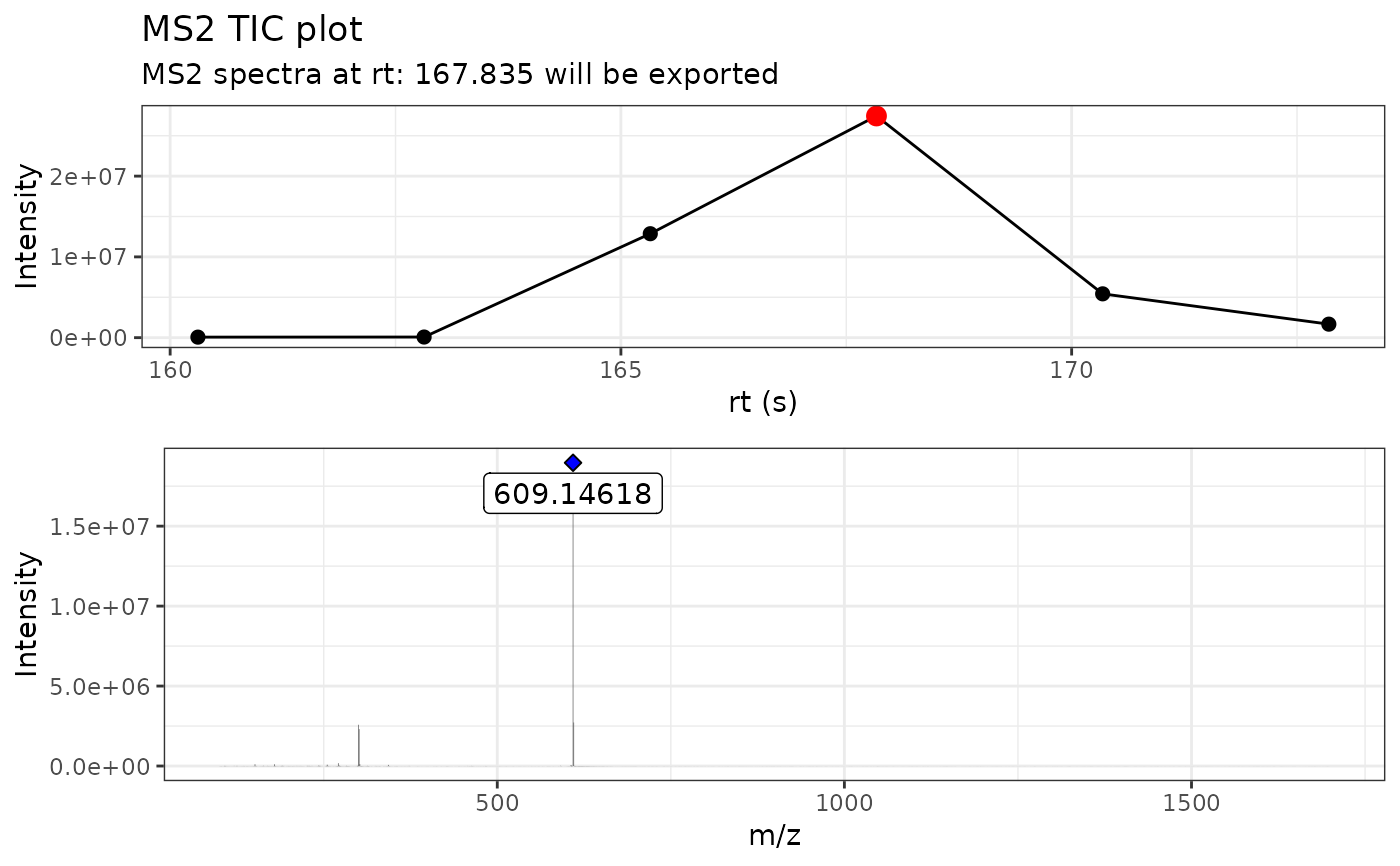 MS2 TIC plot
MS2 spectra at rt: 167.835 will be exported
Intensity
2e+07
1e+07
0e+00
160 165 170
rt (s)
609.14618
Intensity
1.5e+07
1.0e+07
5.0e+06
0.0e+00
500 1000 1500
m/z